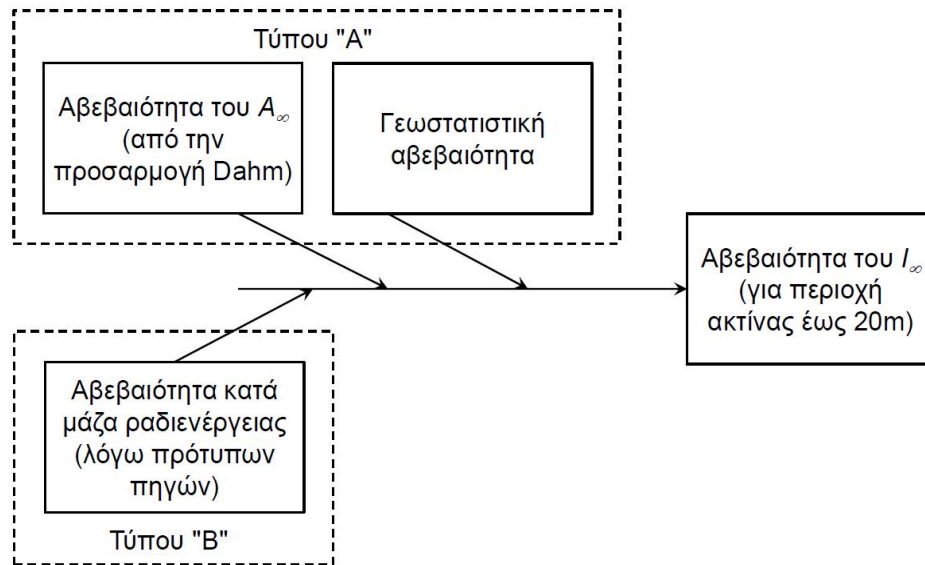 Τύπου "Α"
Αβεβαιότητα του A∞
(από την
προσαρμογή Dahm)
Γεωστατιστική
αβεβαιότητα
Αβεβαιότητα του I∞
(για περιοχή
ακτίνας έως 20m)
Αβεβαιότητα κατά
μάζα ραδιενέργειας
(λόγω πρότυπων
πηγών)
Τύπου "Β"